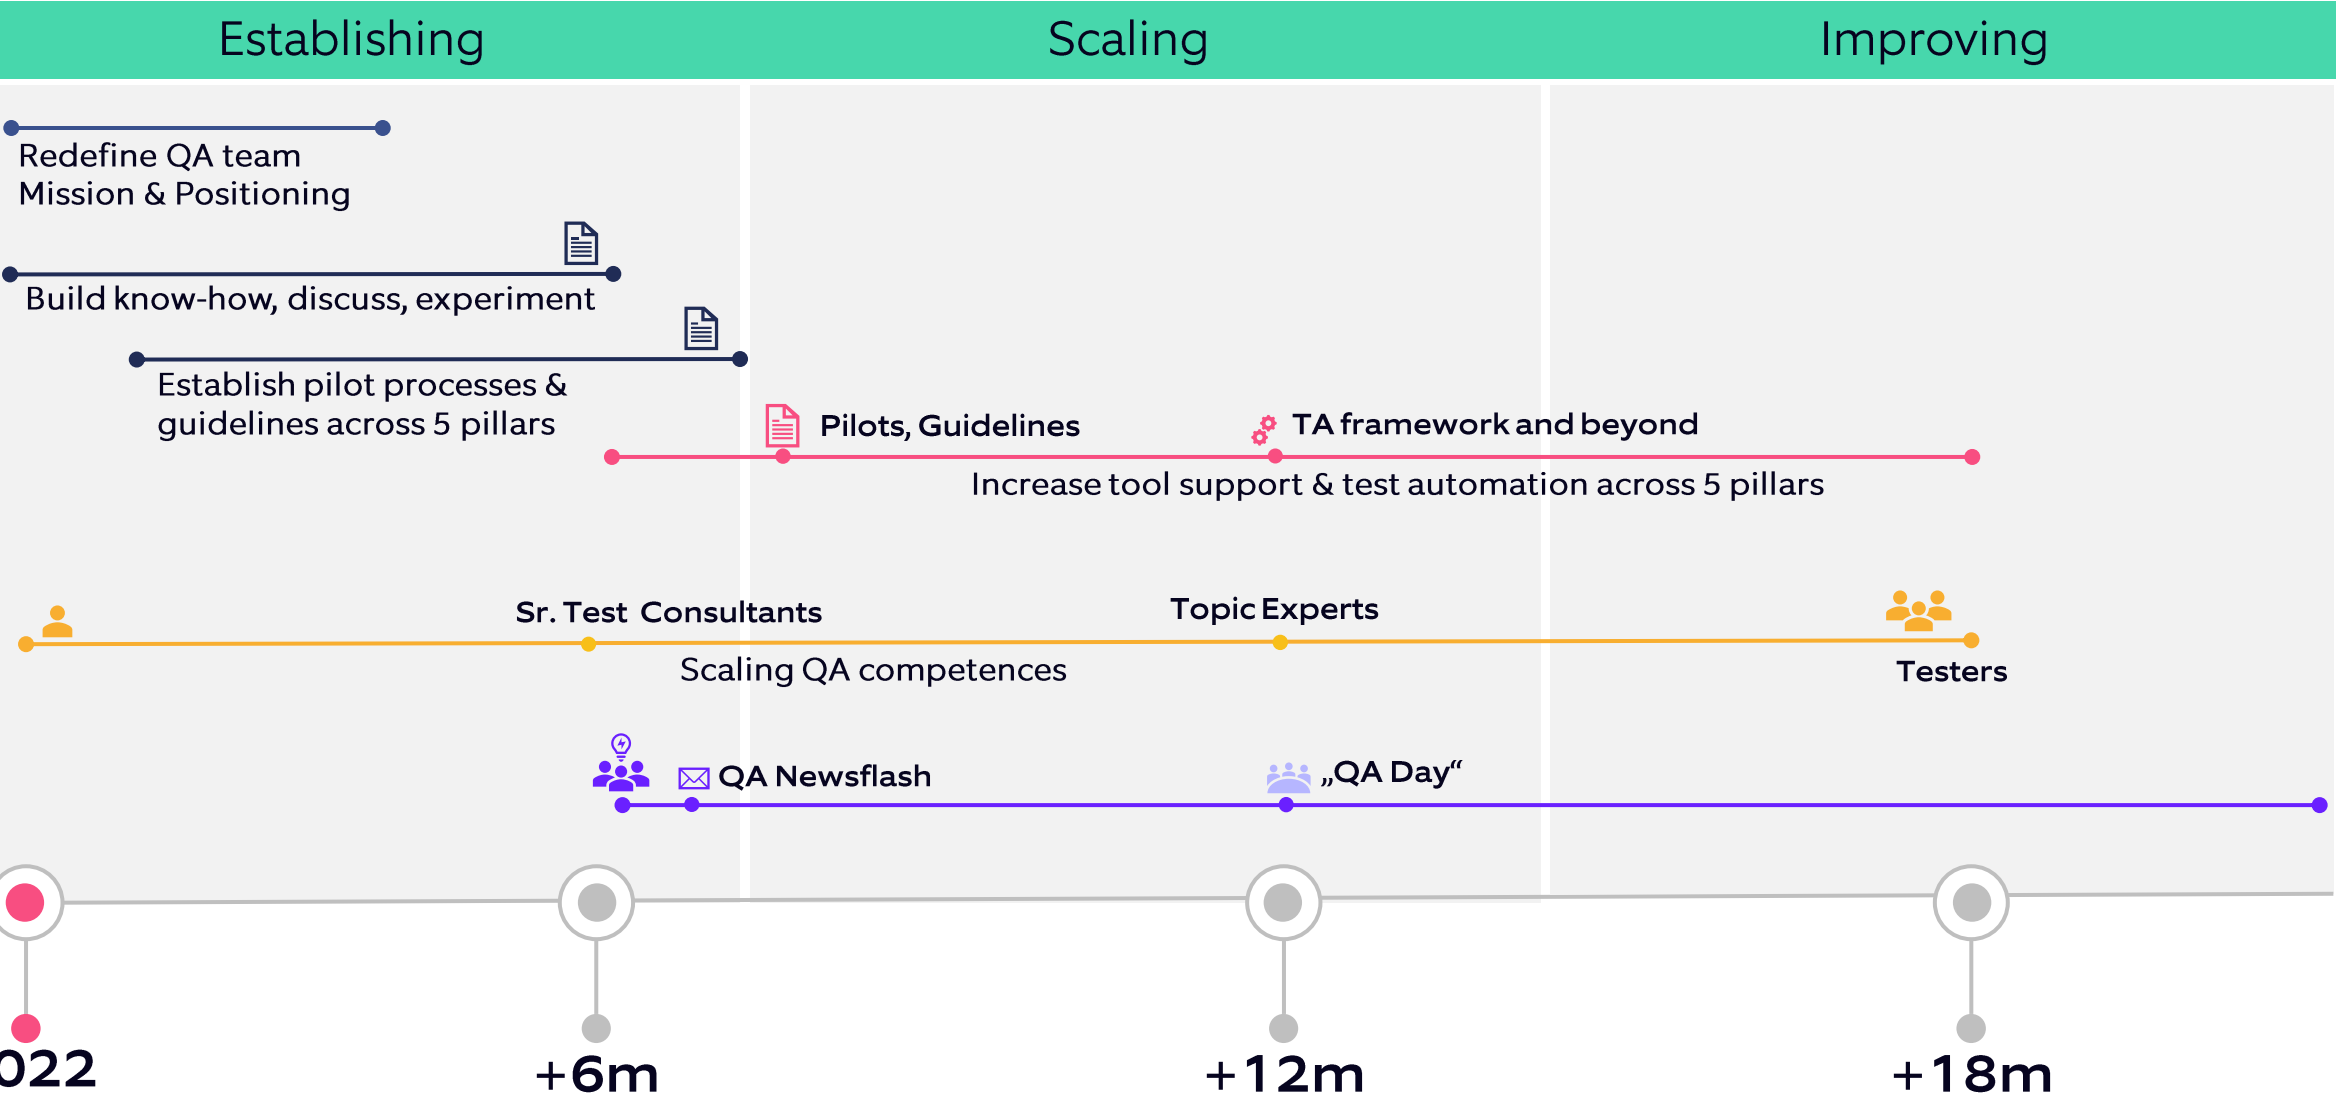 Establishing
Scaling
Improving
Redefine QA team
Mission & Positioning
Build know-how, discuss, experiment
Establish pilot processes &
guidelines across 5 pillars
Pilots, Guidelines
TA framework and beyond
Increase tool support & test automation across 5 pillars
Sr. Test Consultants
Topic Experts
Scaling QA competences
Testers
QA Newsflash
„QA Day“
022
+6m
+12m
+18m